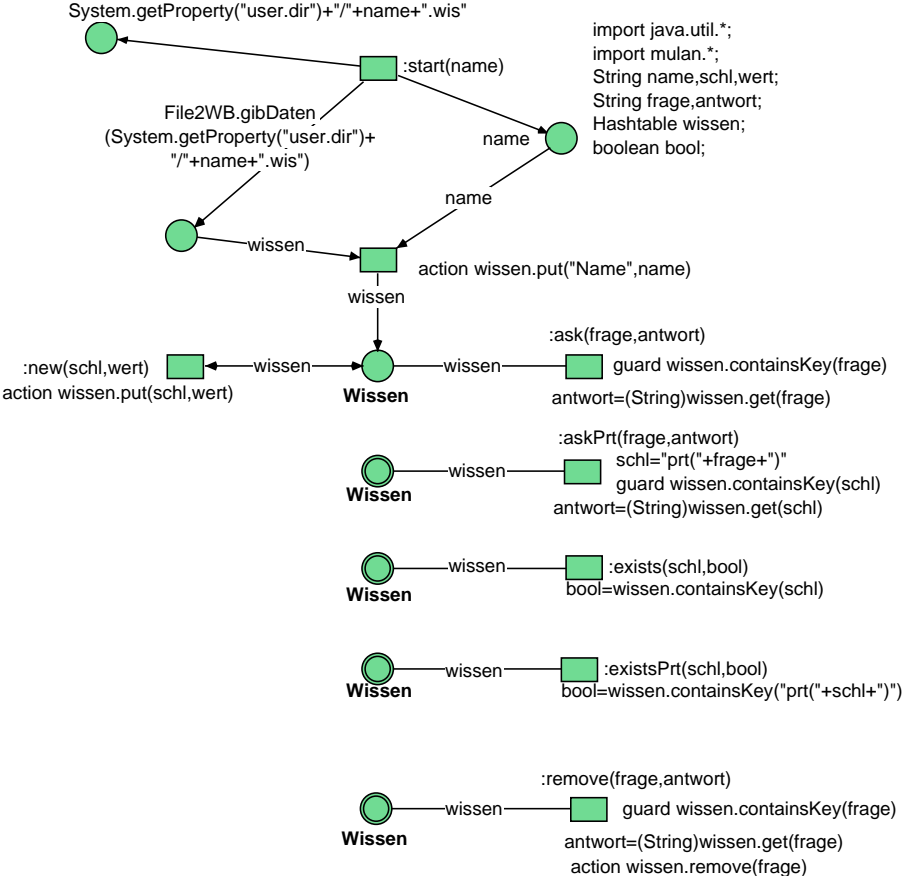 System.getProperty("user.dir")+"/"+name+".wis"
import java.util.*;
import mulan.*;
String name,schl,wert;
String frage,antwort;
Hashtable wissen;
boolean bool;
:start(name)
File2WB.gibDaten
(System.getProperty("user.dir")+
"/"+name+".wis")
name
name
wissen
action wissen.put("Name",name)
wissen
:new(schl,wert)
action wissen.put(schl,wert)
wissen
Wissen
wissen
:ask(frage,antwort)
guard wissen.containsKey(frage)
antwort=(String)wissen.get(frage)
Wissen
wissen
:askPrt(frage,antwort)
schl="prt("+frage+")"
guard wissen.containsKey(schl)
antwort=(String)wissen.get(schl)
Wissen
wissen
:exists(schl,bool)
bool=wissen.containsKey(schl)
Wissen
wissen
:existsPrt(schl,bool)
bool=wissen.containsKey("prt("+schl+")")
Wissen
wissen
:remove(frage,antwort)
guard wissen.containsKey(frage)
antwort=(String)wissen.get(frage)
action wissen.remove(frage)